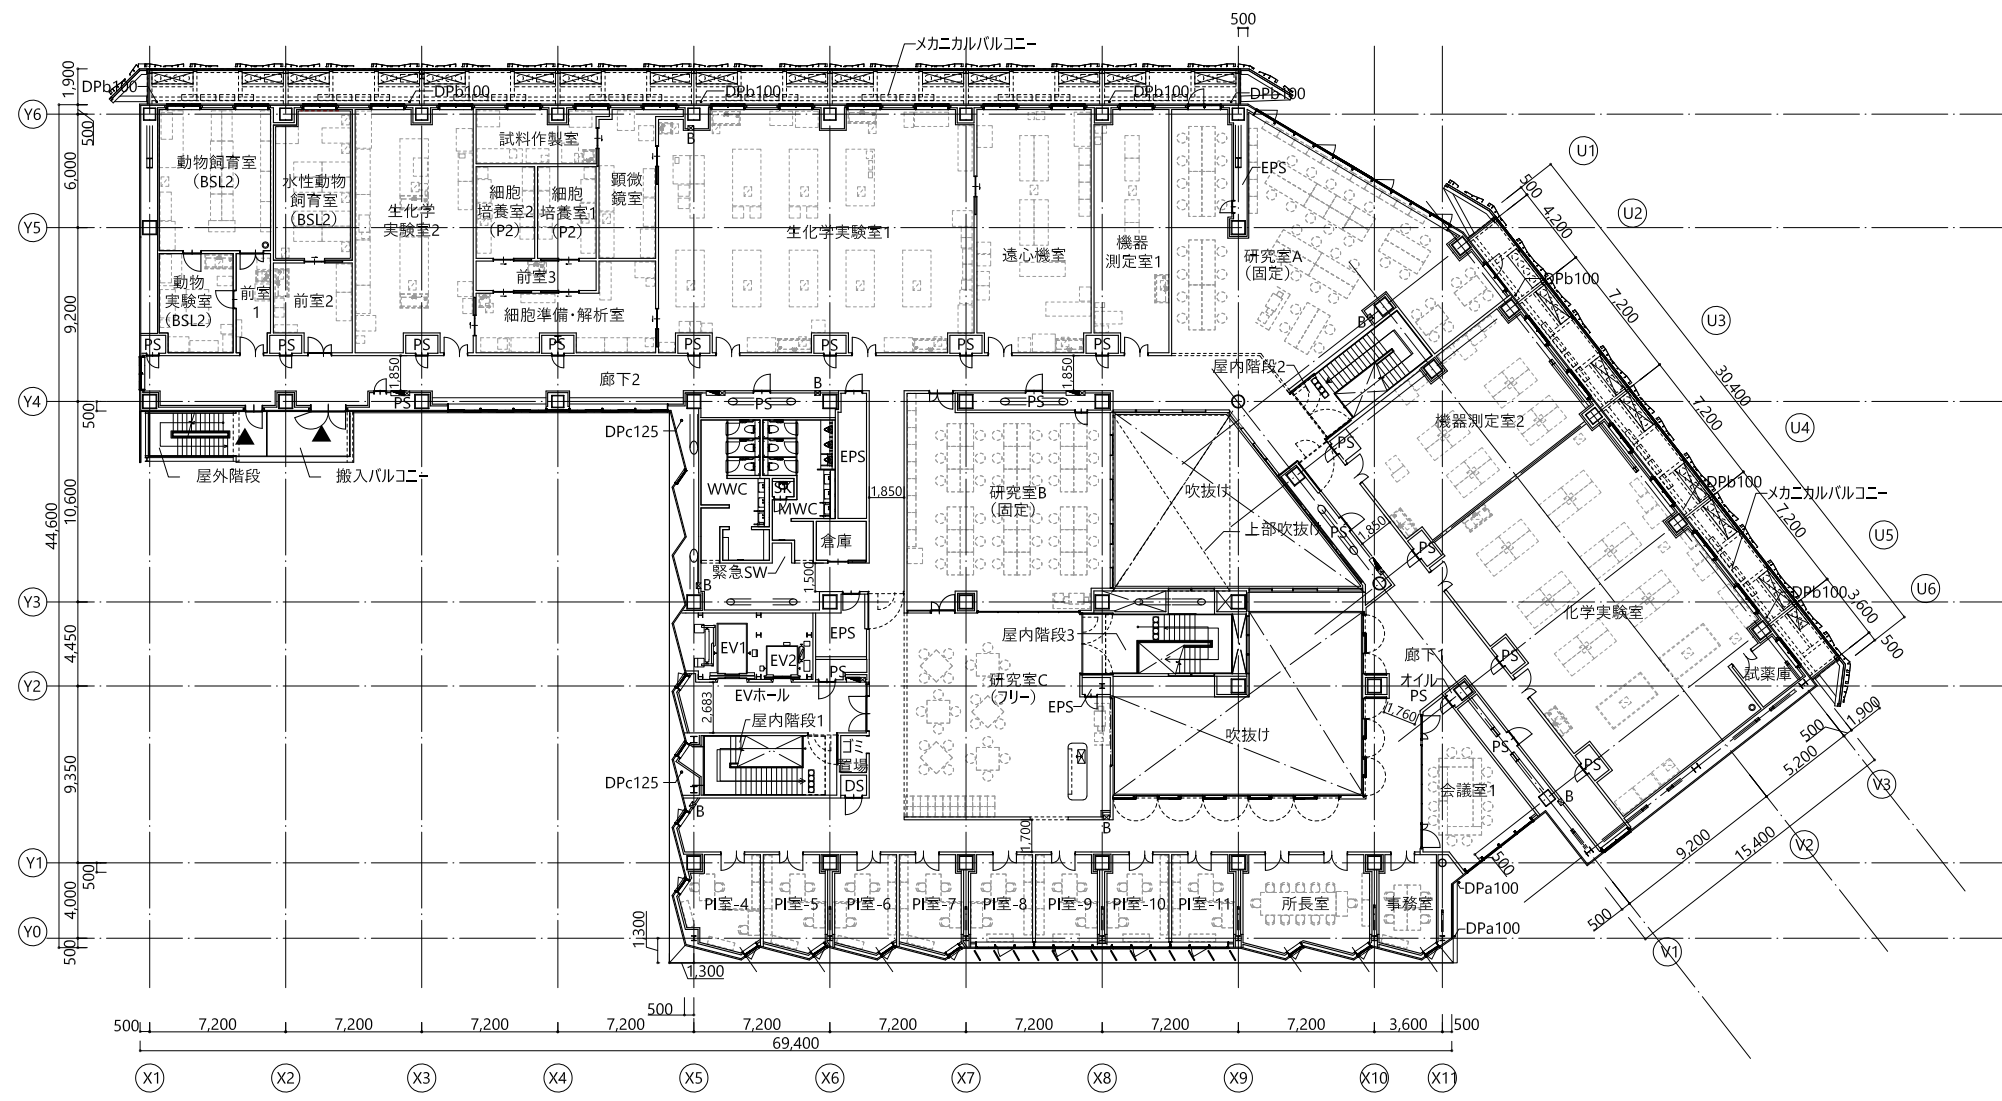 500
メカニカルバルコニー
1,900
DPb100
DPb100
DPb100
DPb100
DPb100
Y6
500
6,000
Y5
9,200
Y4
500
10,600
44,600
Y3
4,450
Y2
9,350
Y1
500
4,000
Y0
500
動物飼育室
(BSL2)
水性動物
飼育室
(BSL2)
生化学
実験室2
試料作製室
細胞
培養室2
(P2)
細胞
培養室1
(P2)
顕微
鏡室
生化学実験室1
遠心機室
機器
測定室1
EPS
研究室A
(固定)
動物
実験室
(BSL2)
前室
1
前室2
前室3
細胞準備・解析室
B
PS
PS
PS
PS
PS
PS
PS
PS
廊下2
1,850
1,850
PS
PS
B
PS
屋外階段
搬入バルコニー
DPc125
WWC
SK
MWC
EPS
倉庫
緊急SW
1,500
B
1,850
研究室B
(固定)
吹抜け
上部吹抜け
屋内階段2
B
PS
PS
1,850
機器測定室2
PS
化学実験室
メカニカルバルコニー
DPb100
DPb100
DPb100
試薬庫
EV1
EV2
EPS
PS
EVホール
2,683
屋内階段1
ゴミ
置場
DS
DPc125
B
研究室C
(フリー)
屋内階段3
EPS
吹抜け
B
1,700
廊下1
オイル
PS
1,760
PS
PS
PS
会議室1
B
500
DPa100
DPa100
PI室-4
PI室-5
PI室-6
PI室-7
PI室-8
PI室-9
PI室-10
PI室-11
所長室
事務室
1,300
1,300
500
U1
U2
U3
U4
U5
U6
500
4,200
7,200
7,200
7,200
3,600
500
30,400
1,900
500
5,200
9,200
15,400
500
V3
V2
V1
500
7,200
7,200
7,200
7,200
7,200
7,200
7,200
7,200
7,200
3,600
500
69,400
X1
X2
X3
X4
X5
X6
X7
X8
X9
X10
X11